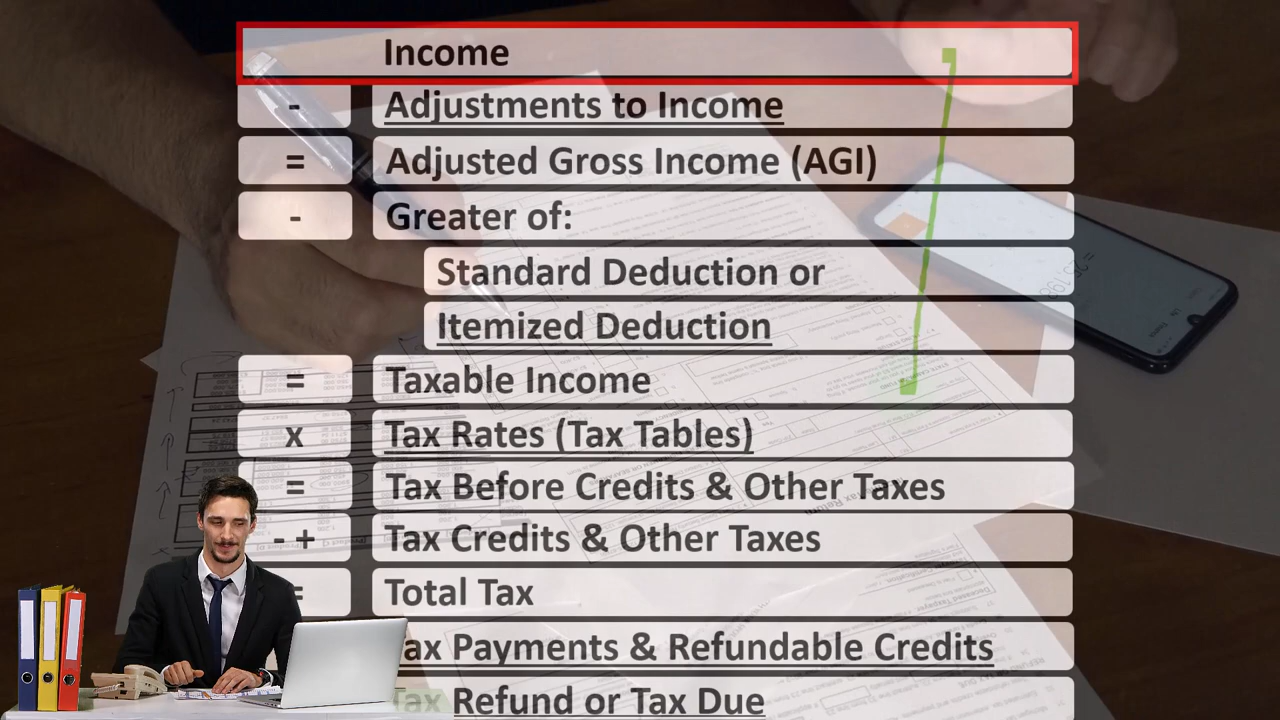 Income
- Adjustments to Income
= Adjusted Gross Income (AGI)
- Greater of:
Standard Deduction or
Itemized Deduction
= Taxable Income
x Tax Rates (Tax Tables)
= Tax Before Credits & Other Taxes
- + Tax Credits & Other Taxes
= Total Tax
Tax Payments & Refundable Credits
Tax Refund or Tax Due